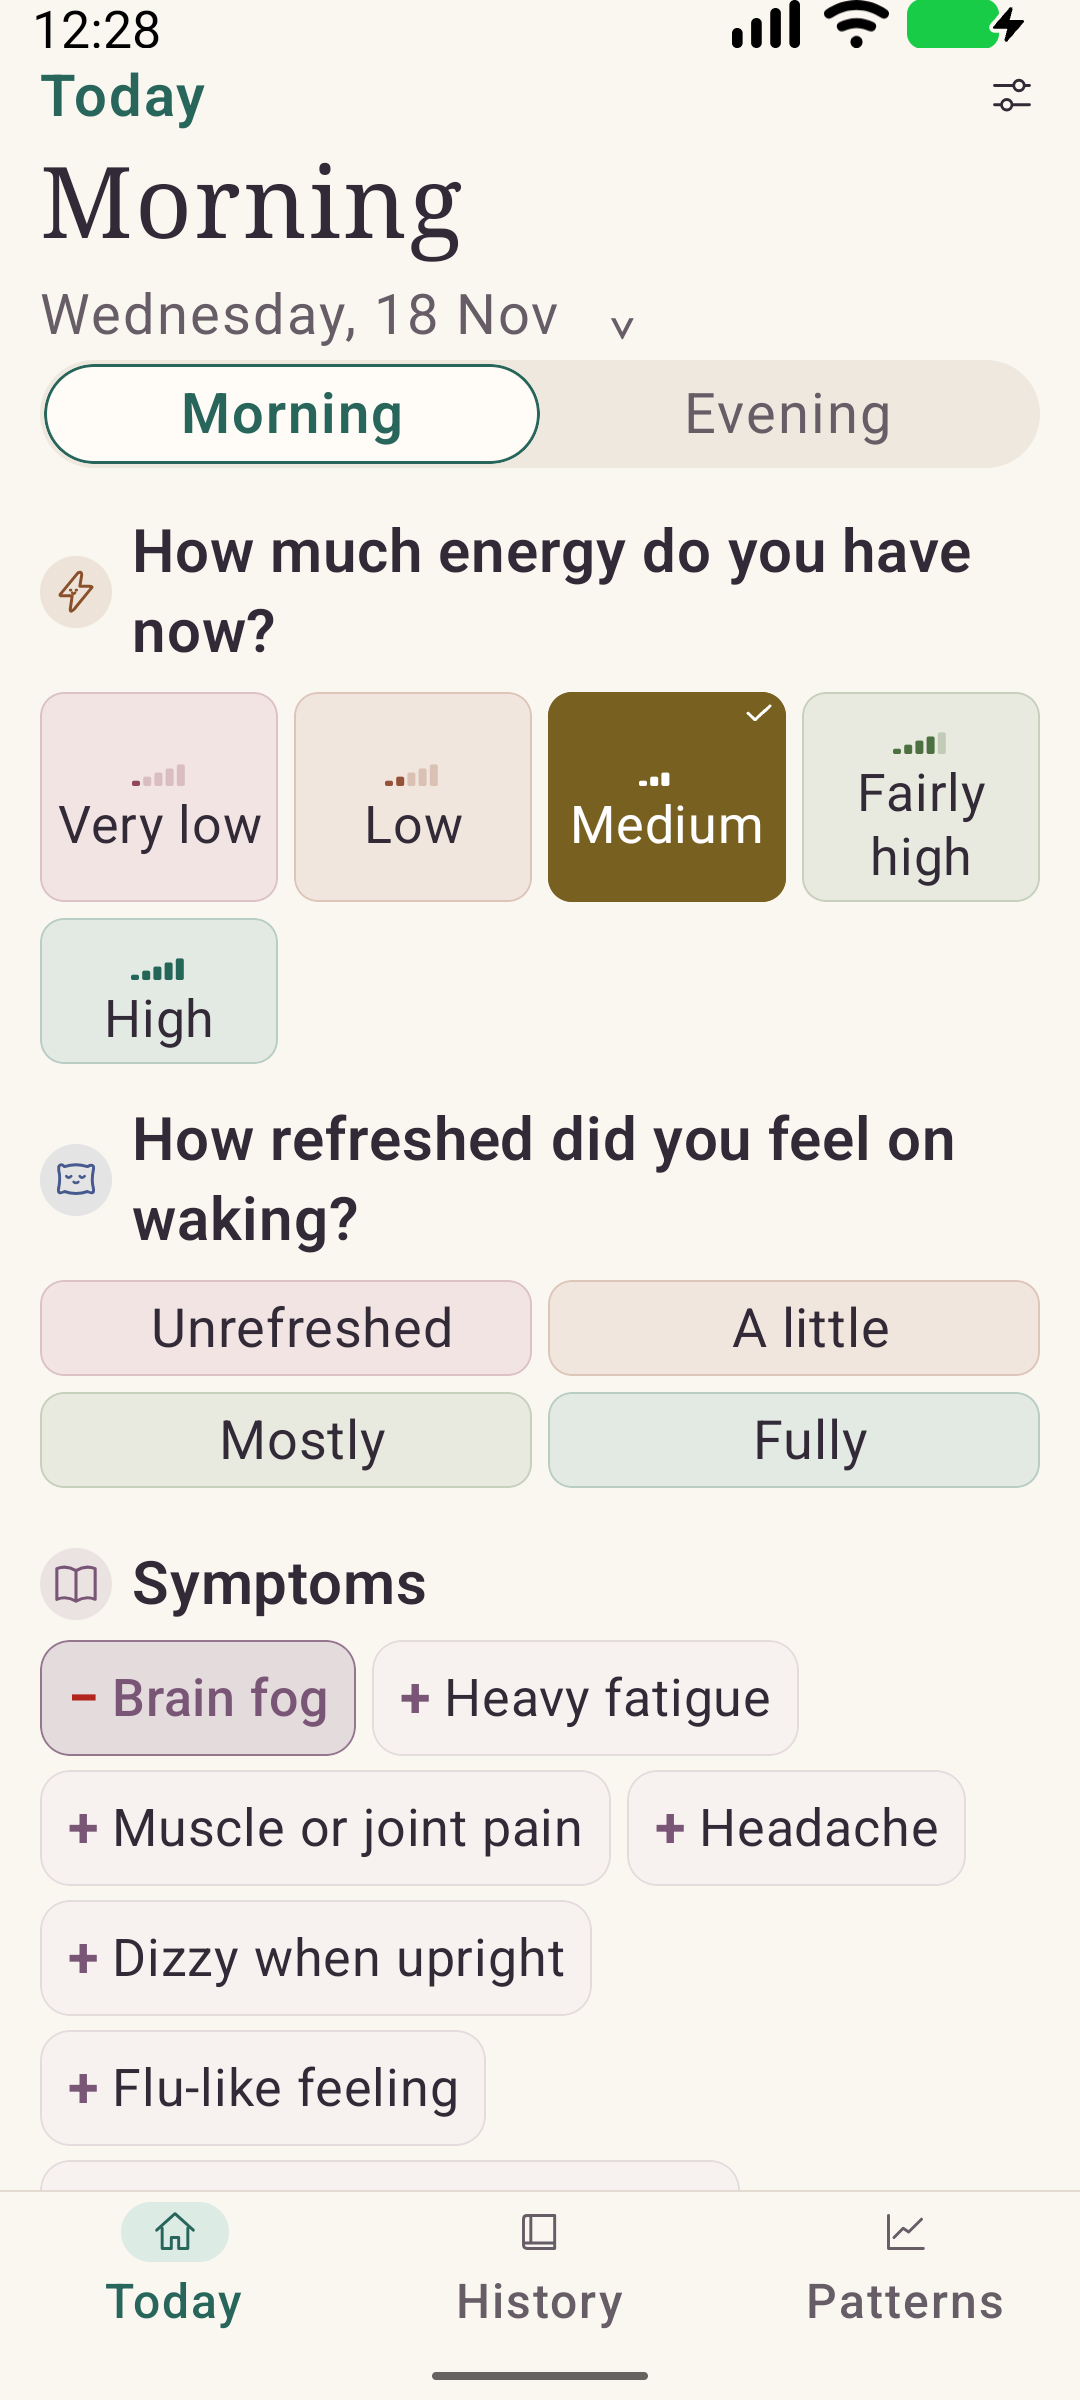 12:28
Today
Morning
Wednesday, 18 Nov
Morning
Evening
How much energy do you have
now?
Very low
Low
Medium
Fairly
high
High
How refreshed did you feel on
waking?
Unrefreshed
A little
Mostly
Fully
Symptoms
− Brain fog
+ Heavy fatigue
+ Muscle or joint pain
+ Headache
+ Dizzy when upright
+ Flu-like feeling
Today
History
Patterns